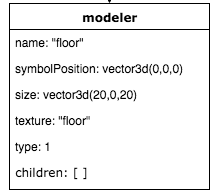 modeler
name: "floor"
symbolPosition: vector3d(0,0,0)
size: vector3d(20,0,20)
texture: "floor"
type: 1
children: [ ]